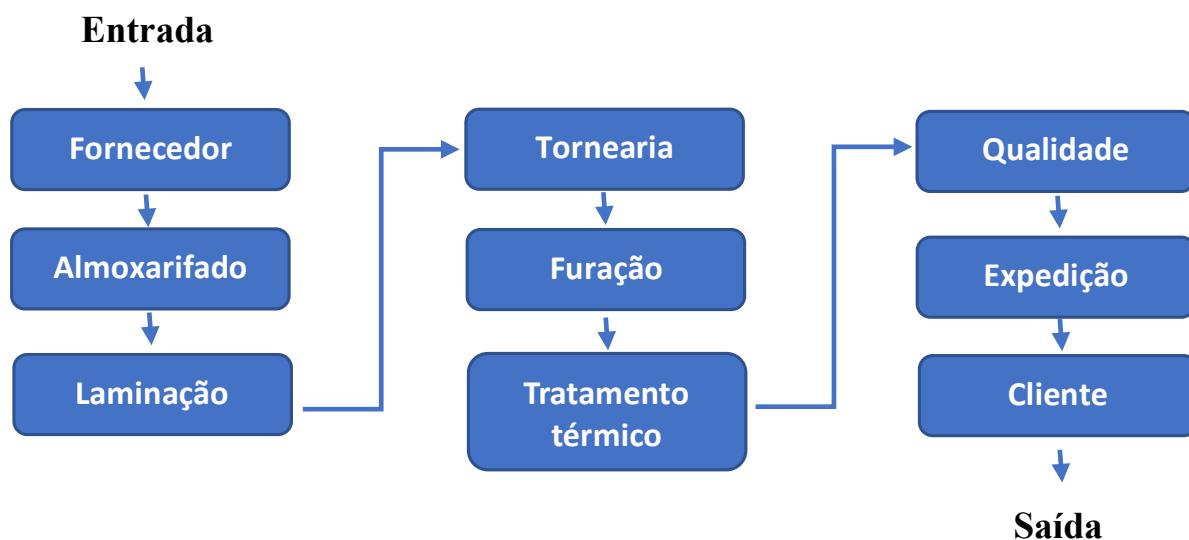 Entrada
Fornecedor
Almoxarifado
Laminação
Tornearia
Furação
Tratamento
térmico
Qualidade
Expedição
Cliente
Saída